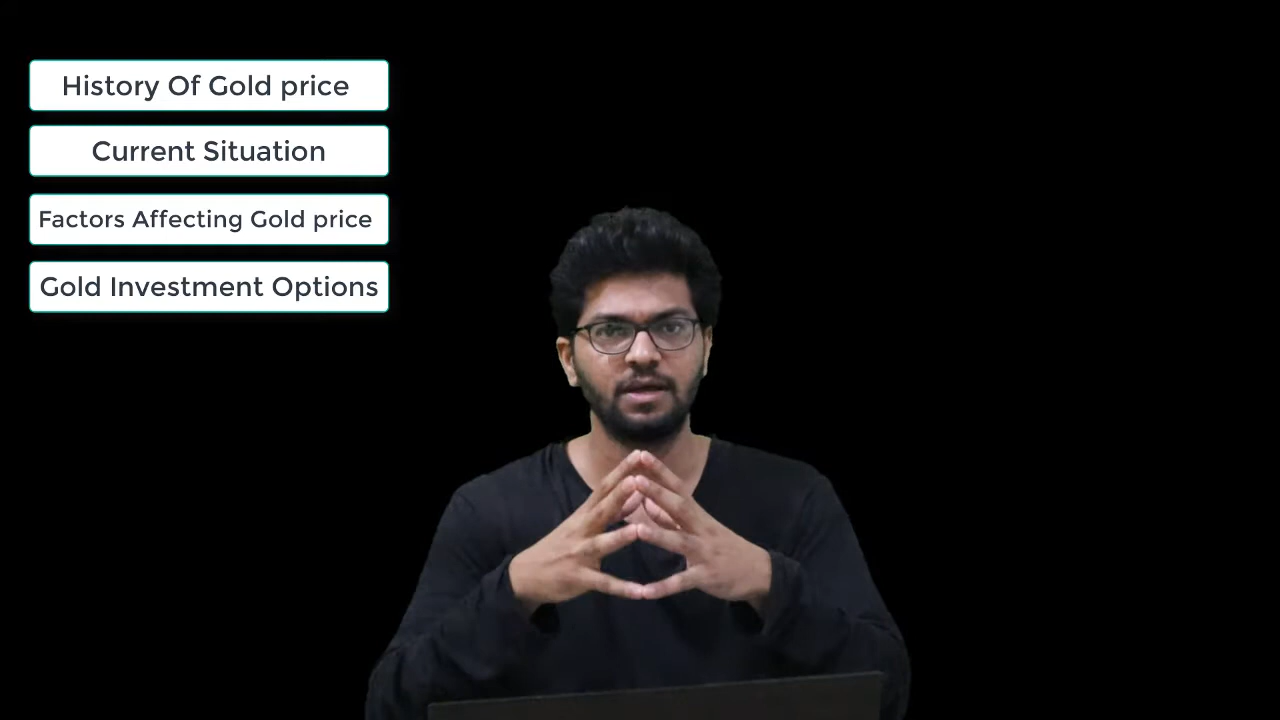 History Of Gold price
Current Situation
Factors Affecting Gold price
Gold Investment Options